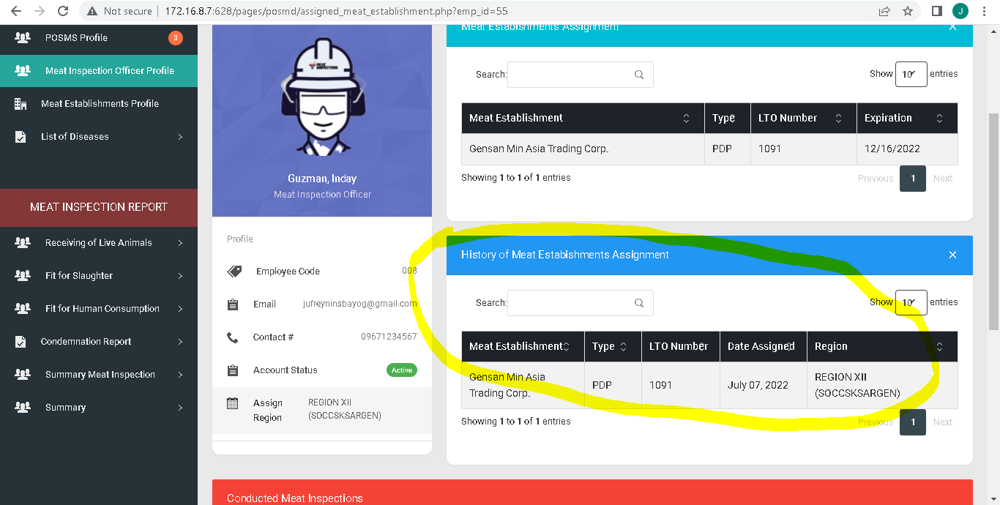 Not secure
172.16.8.7:628/pages/posmd/assigned_meat_establishment.php?emp_id=55
J
POSMS Profile
3
Meat Inspection Officer Profile
Meat Establishments Profile
List of Diseases
MEAT INSPECTION REPORT
Receiving of Live Animals
Fit for Slaughter
Fit for Human Consumption
Condemnation Report
Summary Meat Inspection
Summary
MEAT
INSPECTORS
Guzman, Inday
Meat Inspection Officer
Profile
Employee Code 008
Email jufreyninsbayog@gmail.com
Contact # 09671234567
Account Status Active
Assign Region REGION XII (SOCCSKSARGEN)
Meat Establishments Assignment
Search:
Show 10 entries
Meat Establishment Type LTO Number Expiration
Gensan Min Asia Trading Corp. PDP 1091 12/16/2022
Showing 1 to 1 of 1 entries
Previous 1 Next
History of Meat Estabishments Assignment
Search:
Show 10 entries
Meat Establishment Type LTO Number Date Assigned Region
Gensan Min Asia Trading Corp. PDP 1091 July 07, 2022 REGION XII (SOCCSKSARGEN)
Showing 1 to 1 of 1 entries
Previous 1 Next
Conducted Meat Inspections